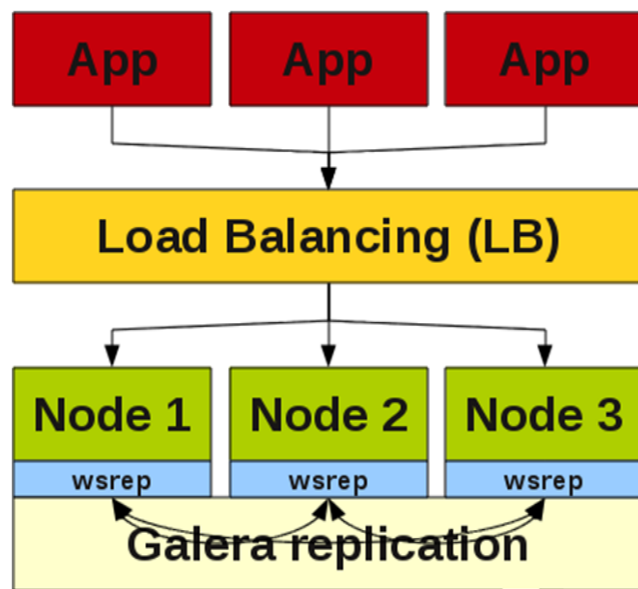 App App App
Load Balancing (LB)
Node 1 Node 2 Node 3
wsrep wsrep wsrep
Galera replication